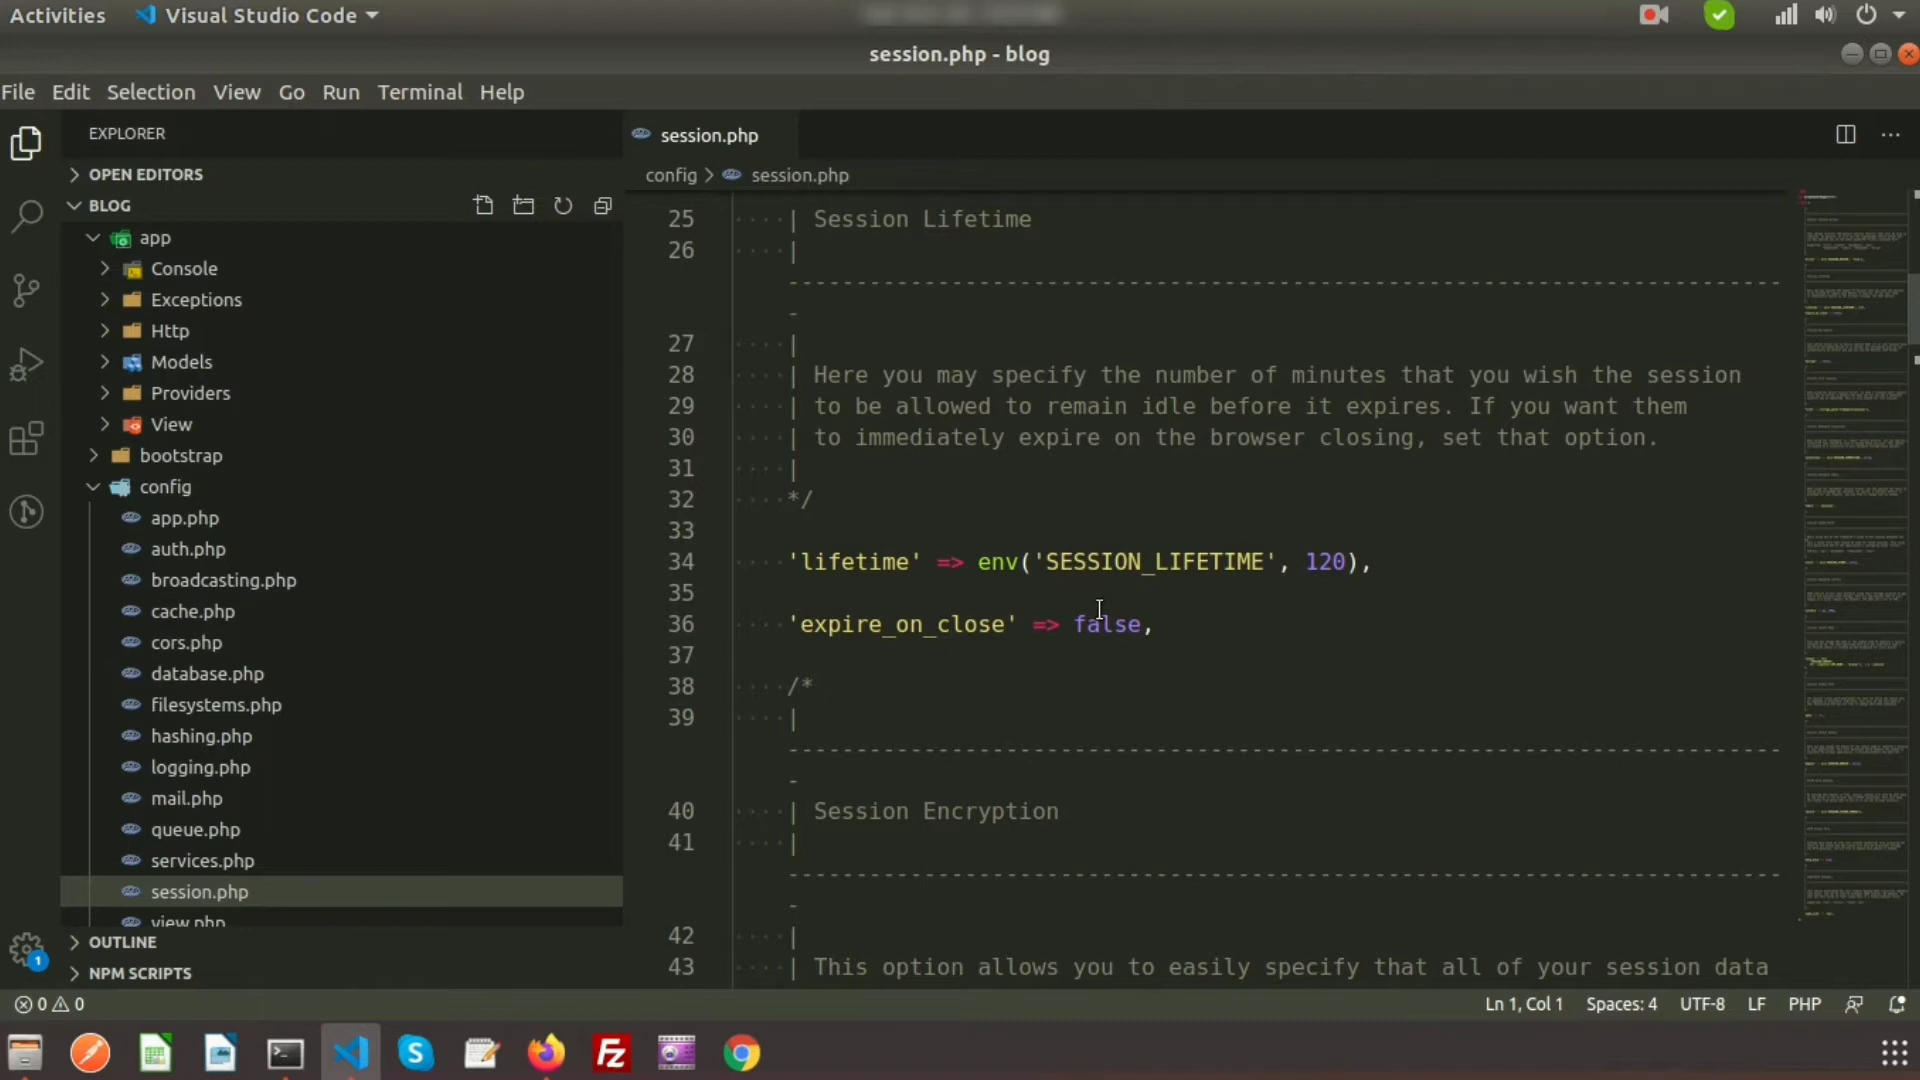 Activities
Visual Studio Code
session.php - blog
File Edit Selection View Go Run Terminal Help
EXPLORER
OPEN EDITORS
BLOG
app
Console
Exceptions
Http
Models
Providers
View
bootstrap
config
app.php
auth.php
broadcasting.php
cache.php
cors.php
database.php
filesystems.php
hashing.php
logging.php
mail.php
queue.php
services.php
session.php
view.php
OUTLINE
NPM SCRIPTS
session.php
config > session.php
25 | Session Lifetime
26 |
--------------------------------------------------------------------------
-
27 |
28 | Here you may specify the number of minutes that you wish the session
29 | to be allowed to remain idle before it expires. If you want them
30 | to immediately expire on the browser closing, set that option.
31 |
32 */
33
34 'lifetime' => env('SESSION_LIFETIME', 120),
35
36 'expire_on_close' => false,
37
38 /*
39 |
--------------------------------------------------------------------------
-
40 | Session Encryption
41 |
--------------------------------------------------------------------------
-
42 |
43 | This option allows you to easily specify that all of your session data
0 0
Ln 1, Col 1 Spaces: 4 UTF-8 LF PHP
1